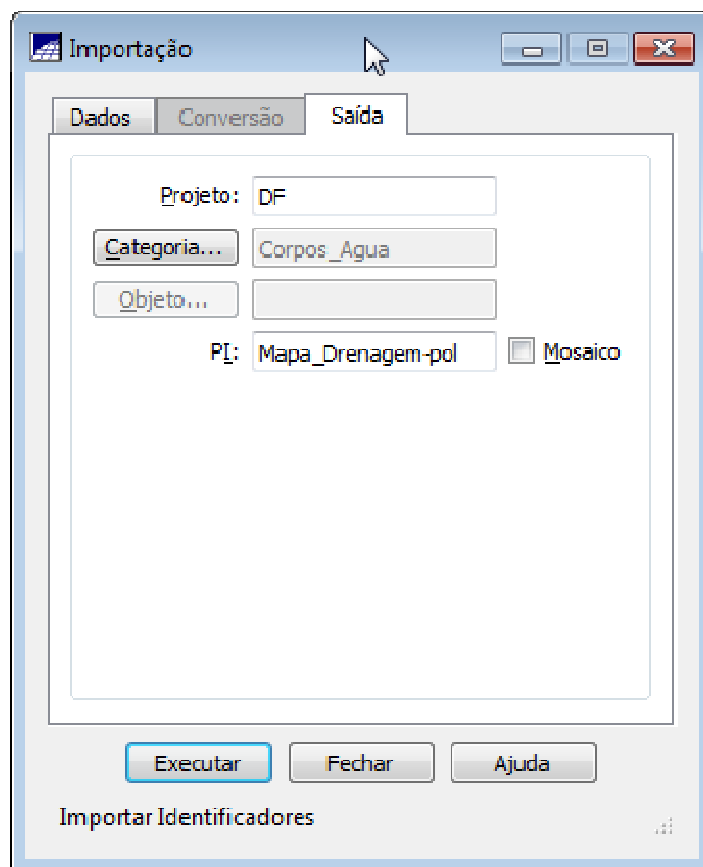 Importação
Dados Conversão Saída
Projeto: DF
Categoria... Corpos_Agua
Objeto...
PI: Mapa_Drenagem-pol Mosaico
Executar Fechar Ajuda
Importar Identificadores